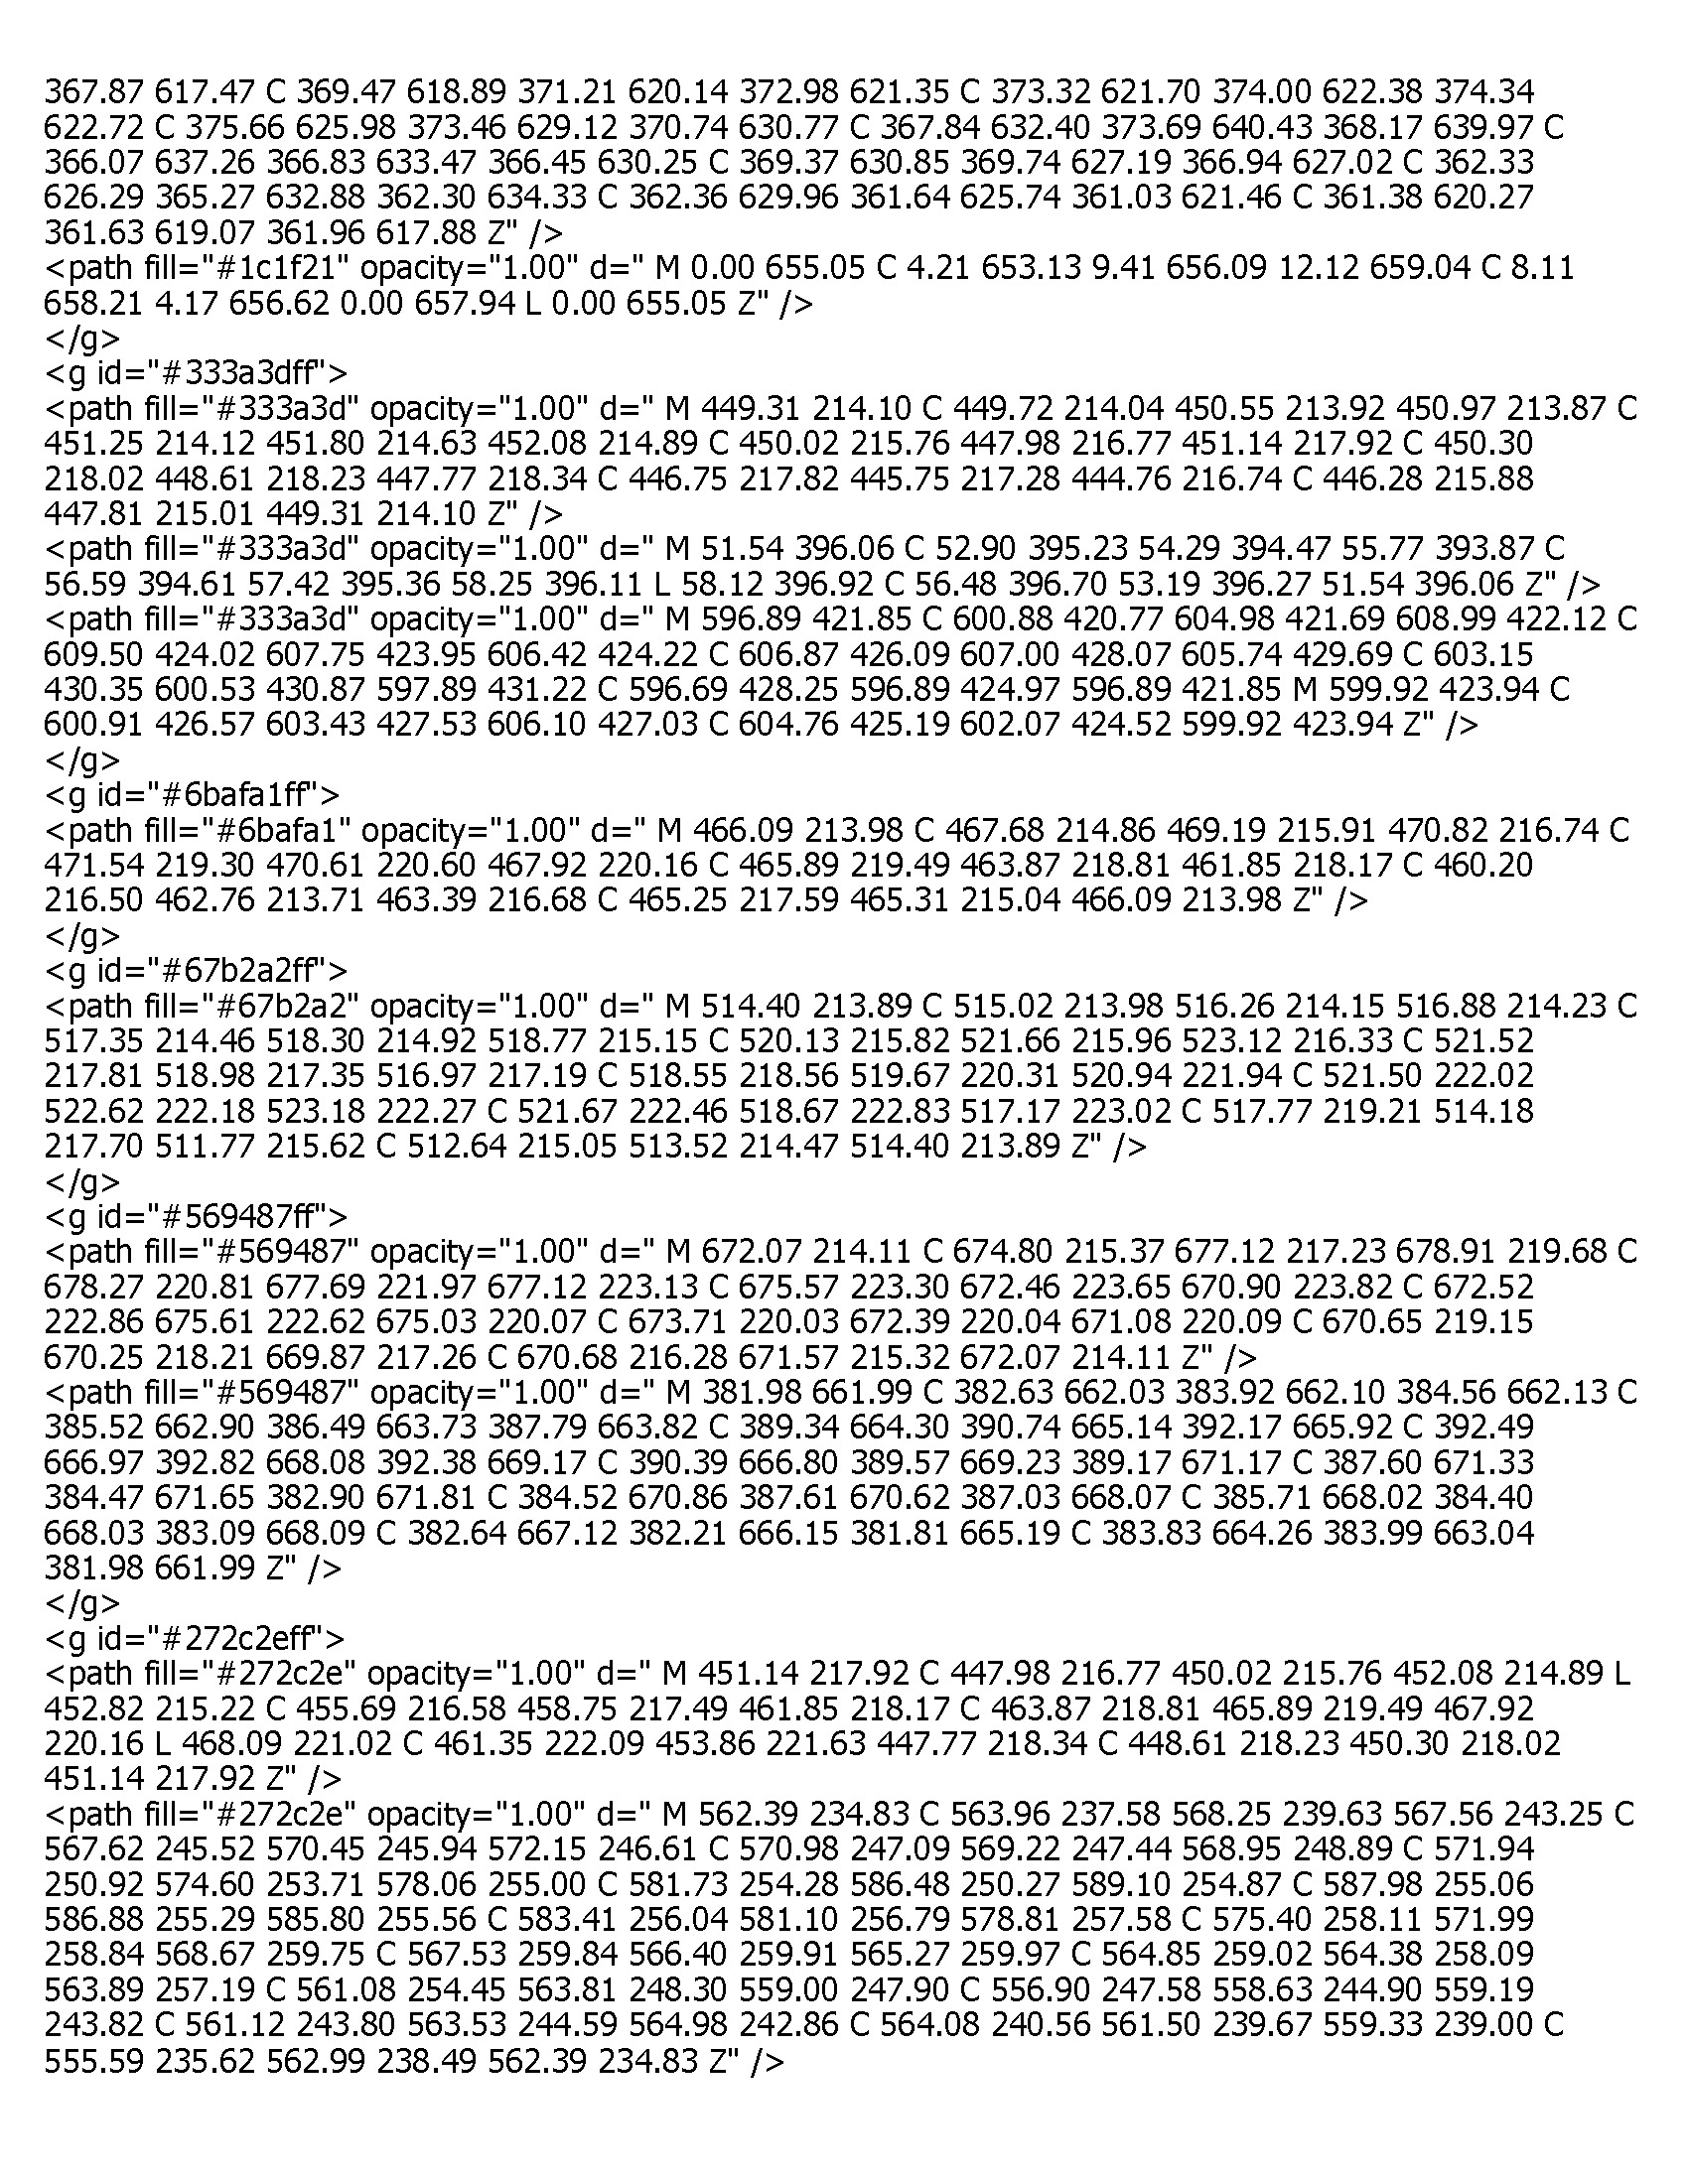 367.87 617.47 C 369.47 618.89 371.21 620.14 372.98 621.35 C 373.32 621.70 374.00 622.38 374.34
622.72 C 375.66 625.98 373.46 629.12 370.74 630.77 C 367.84 632.40 373.69 640.43 368.17 639.97 C
366.07 637.26 366.83 633.47 366.45 630.25 C 369.37 630.85 369.74 627.19 366.94 627.02 C 362.33
626.29 365.27 632.88 362.30 634.33 C 362.36 629.96 361.64 625.74 361.03 621.46 C 361.38 620.27
361.63 619.07 361.96 617.88 Z" />
<path fill="#1c1f21" opacity="1.00" d=" M 0.00 655.05 C 4.21 653.13 9.41 656.09 12.12 659.04 C 8.11
658.21 4.17 656.62 0.00 657.94 L 0.00 655.05 Z" />
</g>
<g id="#333a3dff">
<path fill="#333a3d" opacity="1.00" d=" M 449.31 214.10 C 449.72 214.04 450.55 213.92 450.97 213.87 C
451.25 214.12 451.80 214.63 452.08 214.89 C 450.02 215.76 447.98 216.77 451.14 217.92 C 450.30
218.02 448.61 218.23 447.77 218.34 C 446.75 217.82 445.75 217.28 444.76 216.74 C 446.28 215.88
447.81 215.01 449.31 214.10 Z" />
<path fill="#333a3d" opacity="1.00" d=" M 51.54 396.06 C 52.90 395.23 54.29 394.47 55.77 393.87 C
56.59 394.61 57.42 395.36 58.25 396.11 L 58.12 396.92 C 56.48 396.70 53.19 396.27 51.54 396.06 Z" />
<path fill="#333a3d" opacity="1.00" d=" M 596.89 421.85 C 600.88 420.77 604.98 421.69 608.99 422.12 C
609.50 424.02 607.75 423.95 606.42 424.22 C 606.87 426.09 607.00 428.07 605.74 429.69 C 603.15
430.35 600.53 430.87 597.89 431.22 C 596.69 428.25 596.89 424.97 596.89 421.85 M 599.92 423.94 C
600.91 426.57 603.43 427.53 606.10 427.03 C 604.76 425.19 602.07 424.52 599.92 423.94 Z" />
</g>
<g id="#6bafa1ff">
<path fill="#6bafa1" opacity="1.00" d=" M 466.09 213.98 C 467.68 214.86 469.19 215.91 470.82 216.74 C
471.54 219.30 470.61 220.60 467.92 220.16 C 465.89 219.49 463.87 218.81 461.85 218.17 C 460.20
216.50 462.76 213.71 463.39 216.68 C 465.25 217.59 465.31 215.04 466.09 213.98 Z" />
</g>
<g id="#67b2a2ff">
<path fill="#67b2a2" opacity="1.00" d=" M 514.40 213.89 C 515.02 213.98 516.26 214.15 516.88 214.23 C
517.35 214.46 518.30 214.92 518.77 215.15 C 520.13 215.82 521.66 215.96 523.12 216.33 C 521.52
217.81 518.98 217.35 516.97 217.19 C 518.55 218.56 519.67 220.31 520.94 221.94 C 521.50 222.02
522.62 222.18 523.18 222.27 C 521.67 222.46 518.67 222.83 517.17 223.02 C 517.77 219.21 514.18
217.70 511.77 215.62 C 512.64 215.05 513.52 214.47 514.40 213.89 Z" />
</g>
<g id="#569487ff">
<path fill="#569487" opacity="1.00" d=" M 672.07 214.11 C 674.80 215.37 677.12 217.23 678.91 219.68 C
678.27 220.81 677.69 221.97 677.12 223.13 C 675.57 223.30 672.46 223.65 670.90 223.82 C 672.52
222.86 675.61 222.62 675.03 220.07 C 673.71 220.03 672.39 220.04 671.08 220.09 C 670.65 219.15
670.25 218.21 669.87 217.26 C 670.68 216.28 671.57 215.32 672.07 214.11 Z" />
<path fill="#569487" opacity="1.00" d=" M 381.98 661.99 C 382.63 662.03 383.92 662.10 384.56 662.13 C
385.52 662.90 386.49 663.73 387.79 663.82 C 389.34 664.30 390.74 665.14 392.17 665.92 C 392.49
666.97 392.82 668.08 392.38 669.17 C 390.39 666.80 389.57 669.23 389.17 671.17 C 387.60 671.33
384.47 671.65 382.90 671.81 C 384.52 670.86 387.61 670.62 387.03 668.07 C 385.71 668.02 384.40
668.03 383.09 668.09 C 382.64 667.12 382.21 666.15 381.81 665.19 C 383.83 664.26 383.99 663.04
381.98 661.99 Z" />
</g>
<g id="#272c2eff">
<path fill="#272c2e" opacity="1.00" d=" M 451.14 217.92 C 447.98 216.77 450.02 215.76 452.08 214.89 L
452.82 215.22 C 455.69 216.58 458.75 217.49 461.85 218.17 C 463.87 218.81 465.89 219.49 467.92
220.16 L 468.09 221.02 C 461.35 222.09 453.86 221.63 447.77 218.34 C 448.61 218.23 450.30 218.02
451.14 217.92 Z" />
<path fill="#272c2e" opacity="1.00" d=" M 562.39 234.83 C 563.96 237.58 568.25 239.63 567.56 243.25 C
567.62 245.52 570.45 245.94 572.15 246.61 C 570.98 247.09 569.22 247.44 568.95 248.89 C 571.94
250.92 574.60 253.71 578.06 255.00 C 581.73 254.28 586.48 250.27 589.10 254.87 C 587.98 255.06
586.88 255.29 585.80 255.56 C 583.41 256.04 581.10 256.79 578.81 257.58 C 575.40 258.11 571.99
258.84 568.67 259.75 C 567.53 259.84 566.40 259.91 565.27 259.97 C 564.85 259.02 564.38 258.09
563.89 257.19 C 561.08 254.45 563.81 248.30 559.00 247.90 C 556.90 247.58 558.63 244.90 559.19
243.82 C 561.12 243.80 563.53 244.59 564.98 242.86 C 564.08 240.56 561.50 239.67 559.33 239.00 C
555.59 235.62 562.99 238.49 562.39 234.83 Z" />